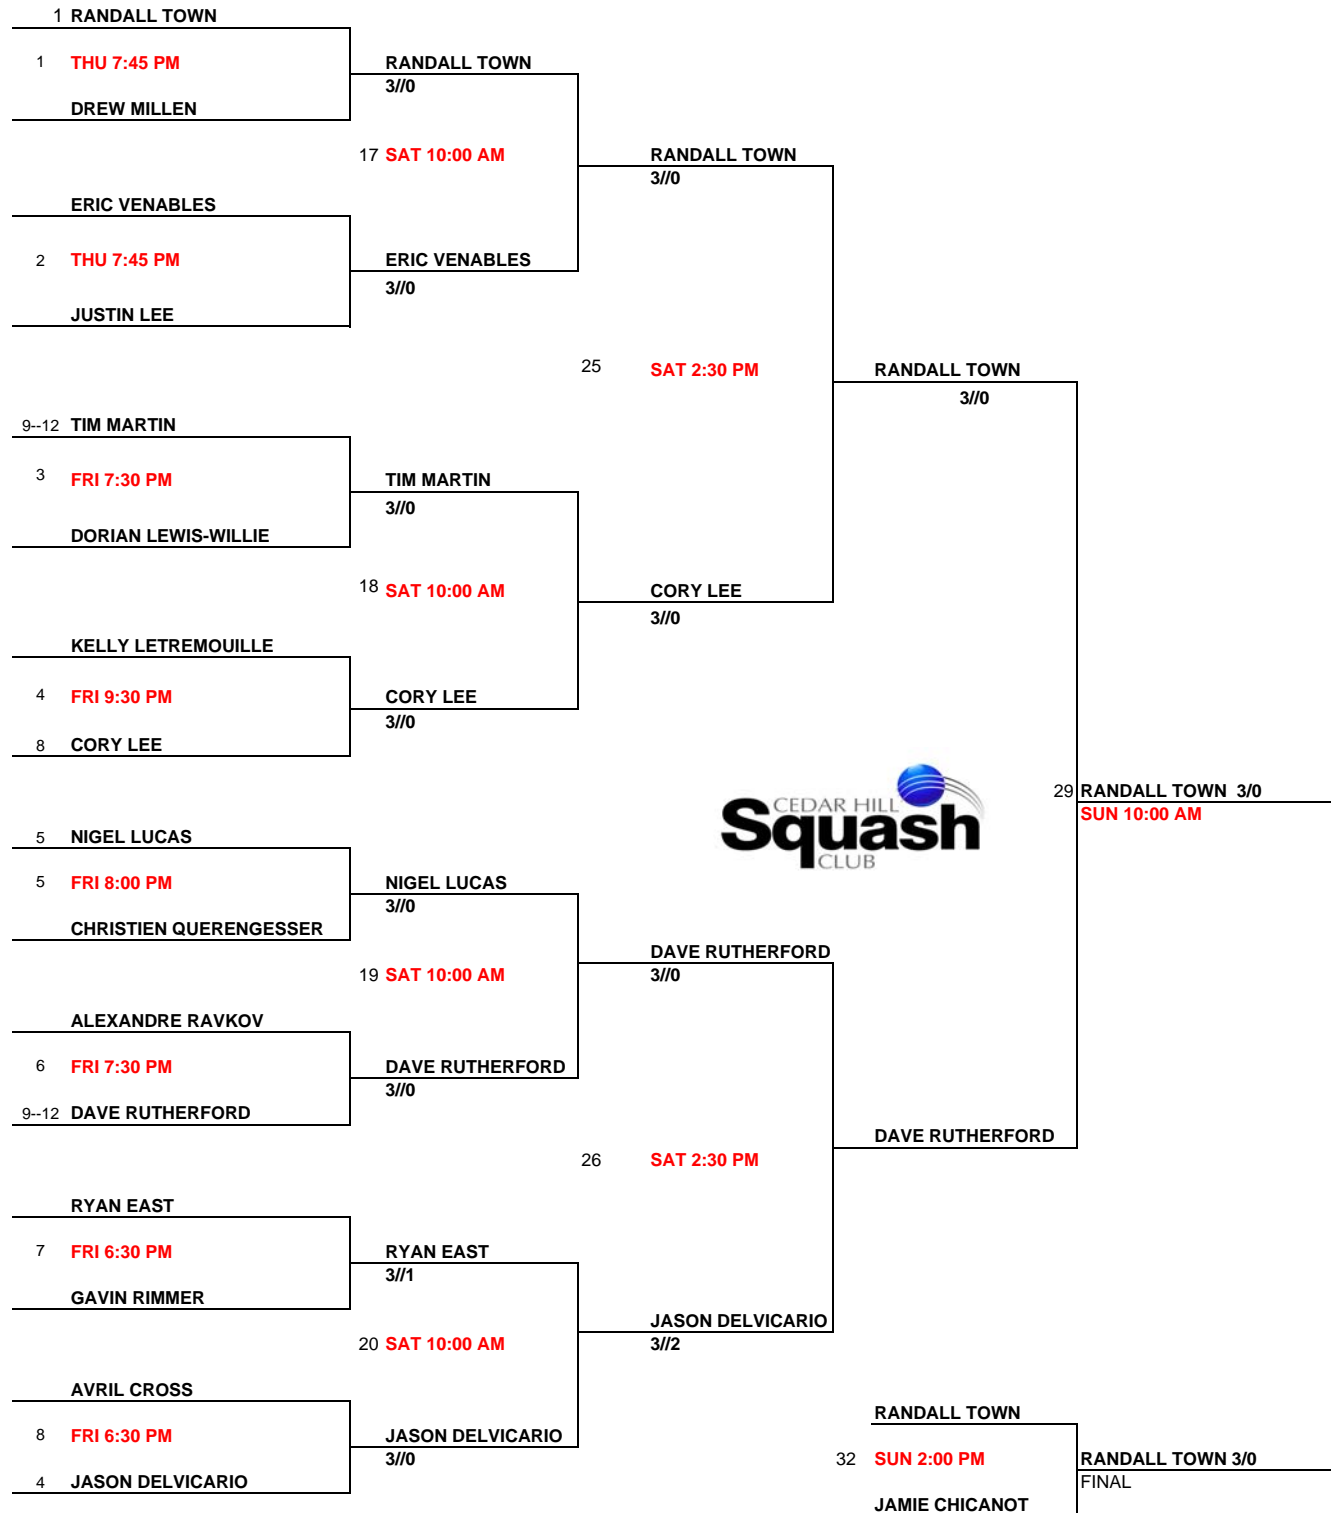 1 RANDALL TOWN
1 THU 7:45 PM RANDALL TOWN
3//0
DREW MILLEN
17 SAT 10:00 AM RANDALL TOWN
3//0
ERIC VENABLES
2 THU 7:45 PM ERIC VENABLES
3//0
JUSTIN LEE
25 SAT 2:30 PM RANDALL TOWN
3//0
9--12 TIM MARTIN
3 FRI 7:30 PM TIM MARTIN
3//0
DORIAN LEWIS-WILLIE
18 SAT 10:00 AM CORY LEE
3//0
KELLY LETREMOUILLE
4 FRI 9:30 PM CORY LEE
3//0
8 CORY LEE
29 RANDALL TOWN 3/0
SUN 10:00 AM
CEDAR HILL
Squash
CLUB
5 NIGEL LUCAS
5 FRI 8:00 PM NIGEL LUCAS
3//0
CHRISTIEN QUERENGESSER
DAVE RUTHERFORD
19 SAT 10:00 AM 3//0
ALEXANDRE RAVKOV
6 FRI 7:30 PM DAVE RUTHERFORD
3//0
9--12 DAVE RUTHERFORD
DAVE RUTHERFORD
26 SAT 2:30 PM
RYAN EAST
7 FRI 6:30 PM RYAN EAST
3//1
GAVIN RIMMER
JASON DELVICARIO
20 SAT 10:00 AM 3//2
AVRIL CROSS
RANDALL TOWN
8 FRI 6:30 PM JASON DELVICARIO
3//0
32 SUN 2:00 PM RANDALL TOWN 3/0
4 JASON DELVICARIO
FINAL
JAMIE CHICANOT